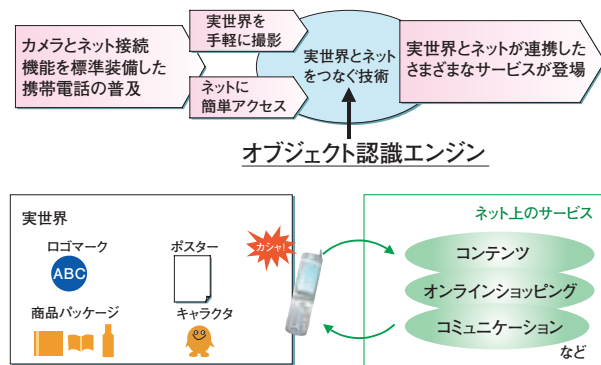 カメラとネット接続
機能を標準装備した
携帯電話の普及
実世界を
手軽に撮影
ネットに
簡単アクセス
実世界とネット
をつなぐ技術
実世界とネットが連携した
さまざまなサービスが登場
オブジェクト認識エンジン
実世界
ロゴマーク
ABC
ポスター
商品パッケージ
キャラクタ
カシャ!
ネット上のサービス
コンテンツ
オンラインショッピング
コミュニケーション
など